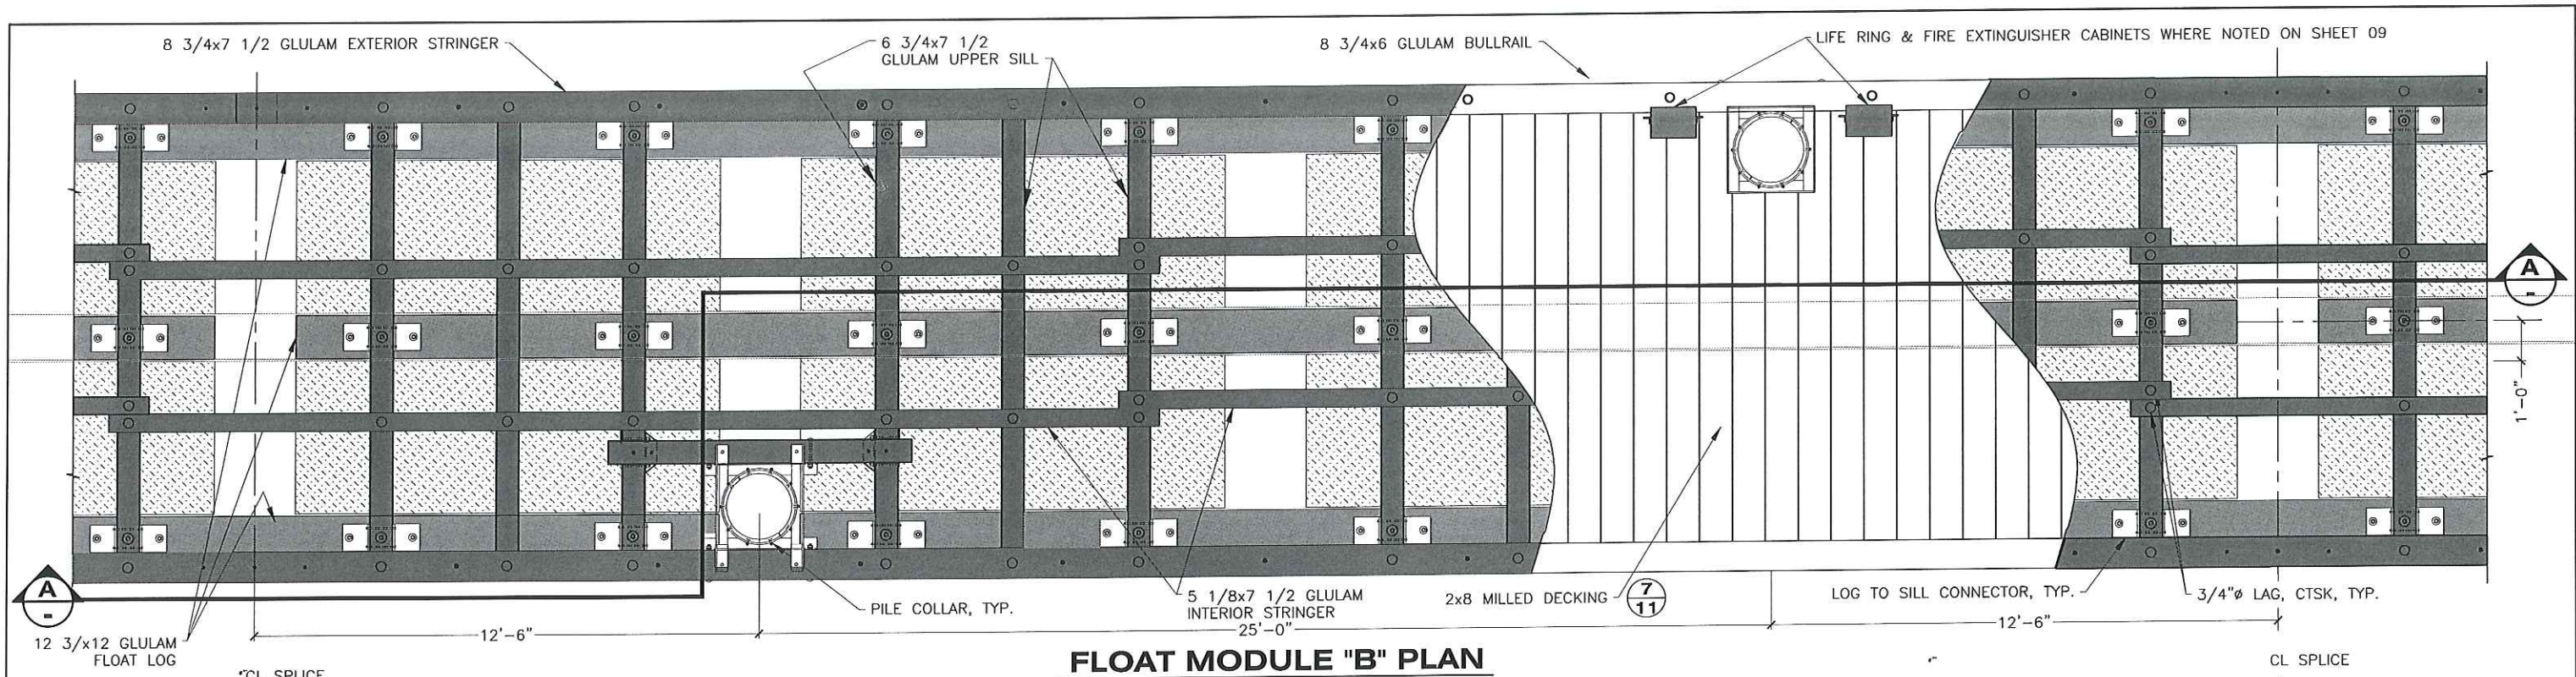 8 3/4x7 1/2 GLULAM EXTERIOR STRINGER
6 3/4x7 1/2
GLULAM UPPER SILL
8 3/4x6 GLULAM BULLRAIL
LIFE RING & FIRE EXTINGUISHER CABINETS WHERE NOTED ON SHEET 09
A
-
1'-0"
A
-
12 3/x12 GLULAM
FLOAT LOG
12'-6"
PILE COLLAR, TYP.
5 1/8x7 1/2 GLULAM
INTERIOR STRINGER
25'-0"
2x8 MILLED DECKING
7
11
LOG TO SILL CONNECTOR, TYP.
3/4"ø LAG, CTSK, TYP.
12'-6"
CL SPLICE
FLOAT MODULE "B" PLAN
CL SPLICE